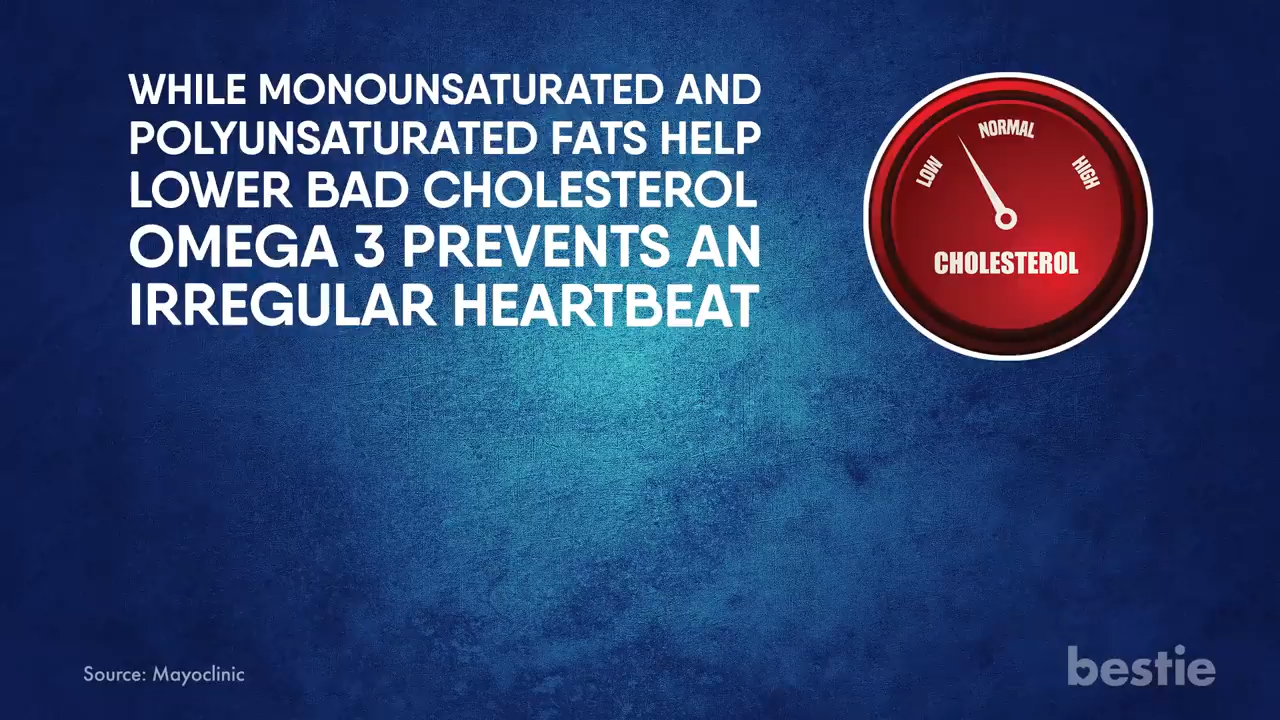 WHILE MONOUNSATURATED AND
POLYUNSATURATED FATS HELP
LOWER BAD CHOLESTEROL
OMEGA 3 PREVENTS AN
IRREGULAR HEARTBEAT
LOW
NORMAL
HIGH
CHOLESTEROL
Source: Mayoclinic
bestie